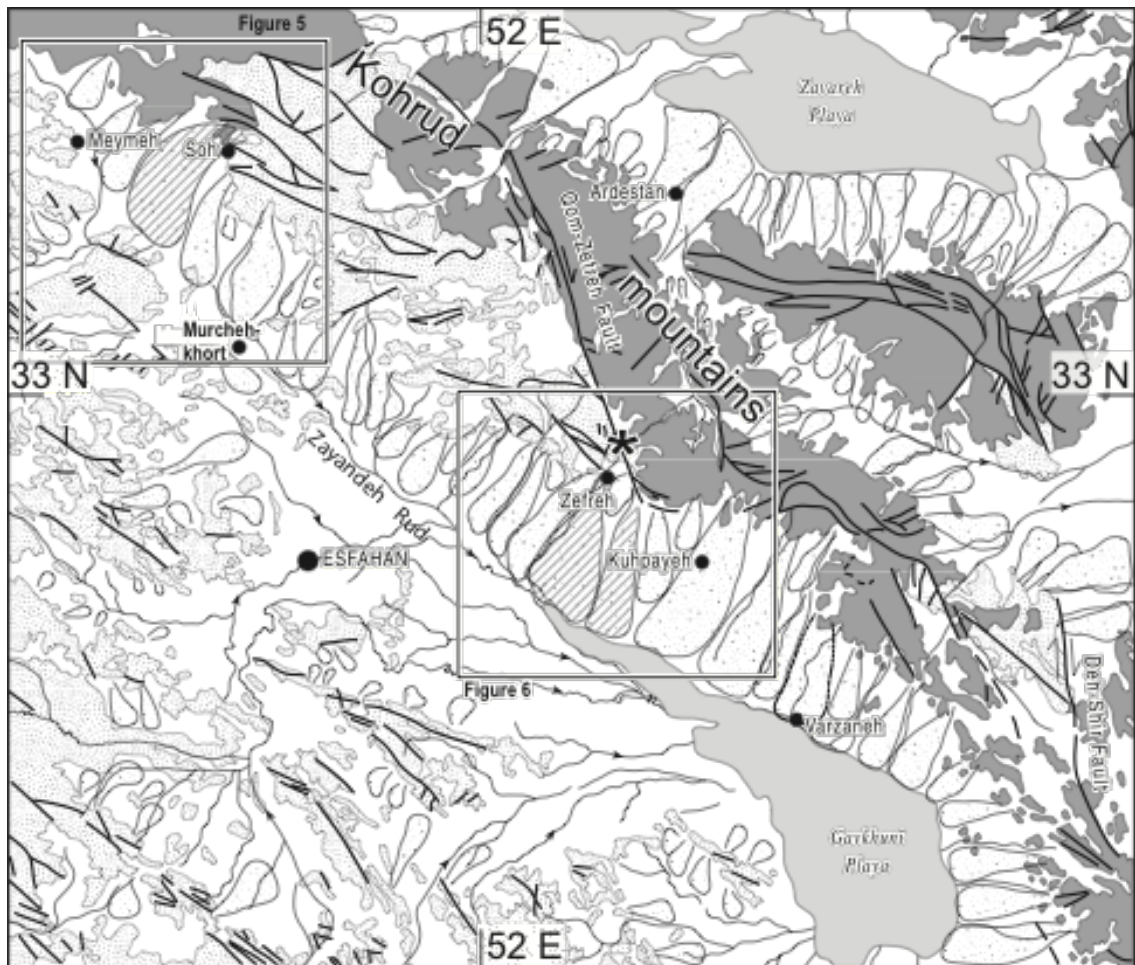 Figure 5
52 E
Kohrud
Zavareh
Playa
Meymeh
Soh
Ardestan
Qom-Zefreh Fault
mountains
Murcheh-
khort
33 N
33 N
Zayandeh Rud
*
Zefreh
ESFAHAN
Kuhpayeh
Figure 6
Varzaneh
Deh Shir Fault
Gavkhuni
Playa
52 E